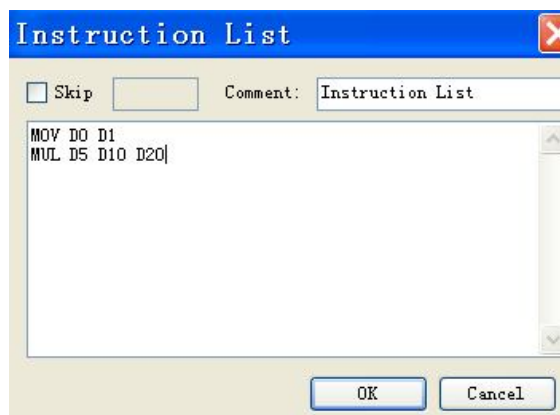 Instruction List
Skip Comment: Instruction List
MOV D0 D1
MUL D5 D10 D20
OK Cancel